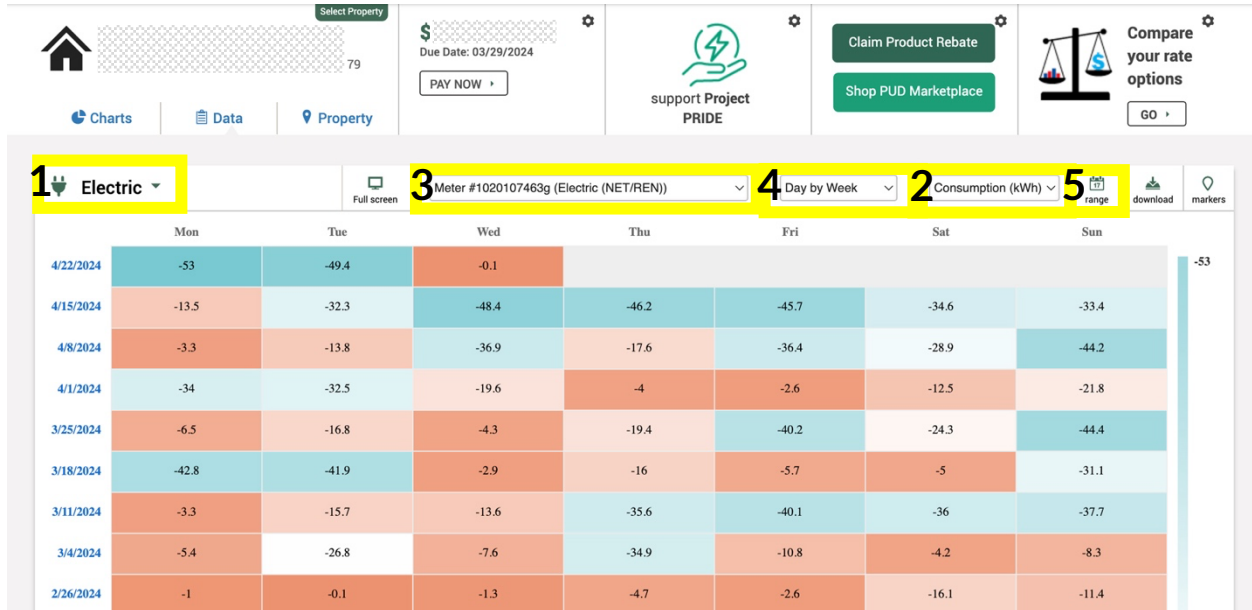 Select Property
79
Charts
Data
Property
$
Due Date: 03/29/2024
PAY NOW
support Project
PRIDE
Claim Product Rebate
Shop PUD Marketplace
Compare
your rate
options
GO
1 Electric
Full screen
3 Meter #1020107463g (Electric (NET/REN))
4 Day by Week
2 Consumption (kWh)
5 17 range
download
markers
Mon Tue Wed Thu Fri Sat Sun
4/22/2024 -53 -49.4 -0.1
-53
4/15/2024 -13.5 -32.3 -48.4 -46.2 -45.7 -34.6 -33.4
4/8/2024 -3.3 -13.8 -36.9 -17.6 -36.4 -28.9 -44.2
4/1/2024 -34 -32.5 -19.6 -4 -2.6 -12.5 -21.8
3/25/2024 -6.5 -16.8 -4.3 -19.4 -40.2 -24.3 -44.4
3/18/2024 -42.8 -41.9 -2.9 -16 -5.7 -5 -31.1
3/11/2024 -3.3 -15.7 -13.6 -35.6 -40.1 -36 -37.7
3/4/2024 -5.4 -26.8 -7.6 -34.9 -10.8 -4.2 -8.3
2/26/2024 -1 -0.1 -1.3 -4.7 -2.6 -16.1 -11.4